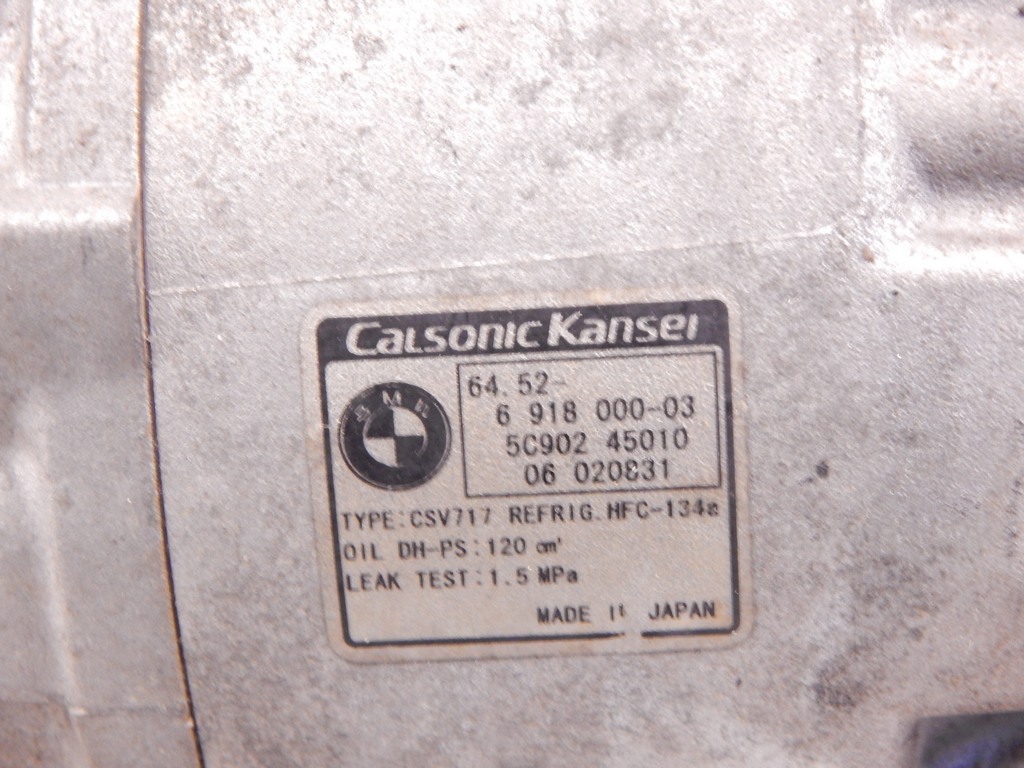 Calsonic Kansei
BMW
64.52-
6 918 000-03
5C902 45010
06 020831
TYPE:CSV717 REFRIG.HFC-134a
OIL DH-PS:120 cm³
LEAK TEST:1.5 MPa
MADE IN JAPAN